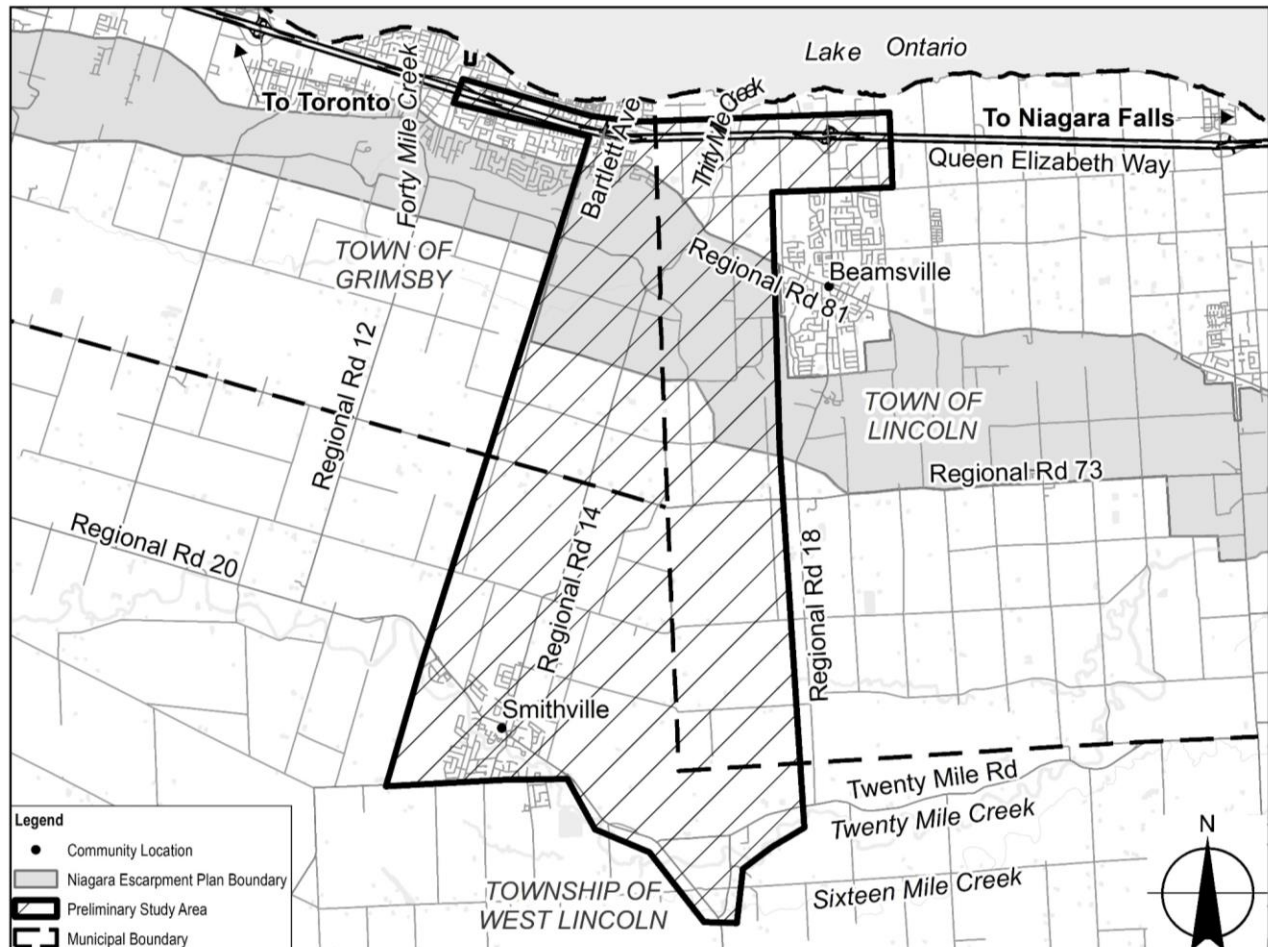 Lake Ontario
To Toronto
Forty Mile Creek
Bartlett Ave
Thirty Mile Creek
To Niagara Falls
Queen Elizabeth Way
TOWN OF
GRIMSBY
Regional Rd 81
Beamsville
Regional Rd 12
TOWN OF
LINCOLN
Regional Rd 73
Regional Rd 20
Regional Rd 14
Regional Rd 18
Smithville
Twenty Mile Rd
Twenty Mile Creek
TOWNSHIP OF
WEST LINCOLN
Sixteen Mile Creek
N
Legend
Community Location
Niagara Escarpment Plan Boundary
Preliminary Study Area
Municipal Boundary